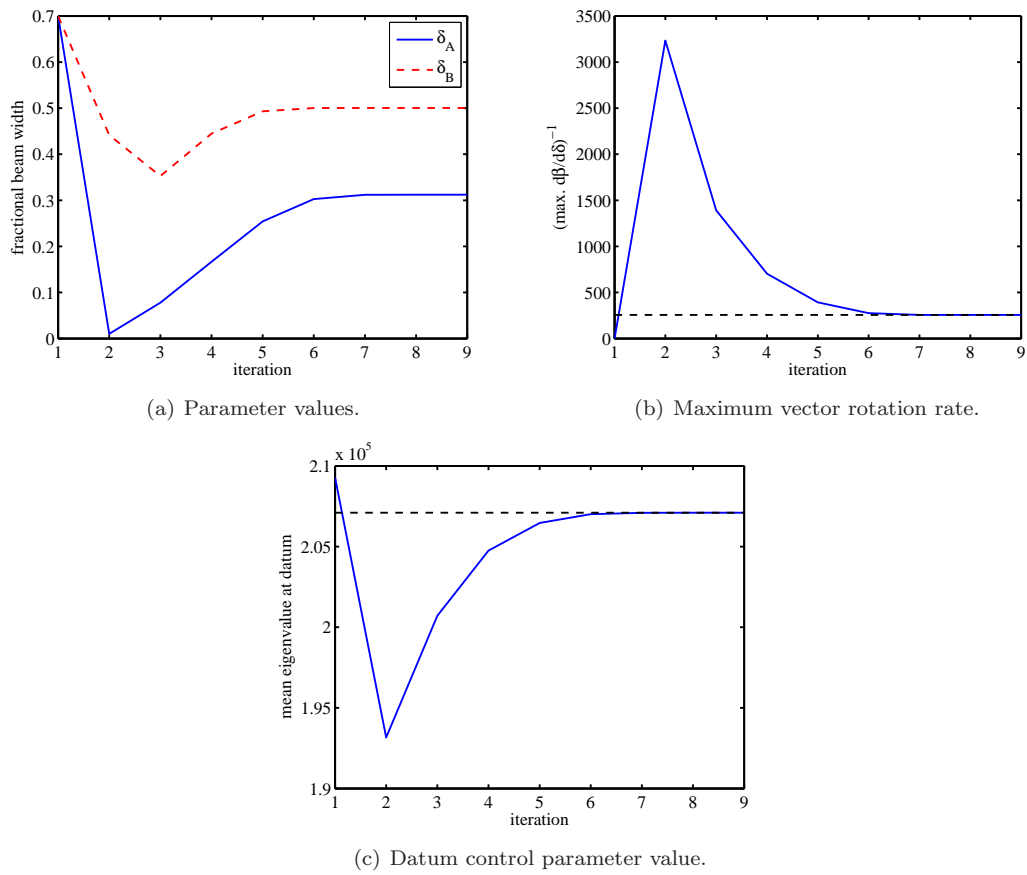 0.7
0.6
0.5
0.4
0.3
0.2
0.1
0
fractional beam width
1 2 3 4 5 6 7 8 9
iteration
δ_A
δ_B
(a) Parameter values.
3500
3000
2500
2000
1500
1000
500
0
(max. dβ/dδ)⁻¹
1 2 3 4 5 6 7 8 9
iteration
(b) Maximum vector rotation rate.
x 10⁵
2.1
2.05
2
1.95
1.9
mean eigenvalue at datum
1 2 3 4 5 6 7 8 9
iteration
(c) Datum control parameter value.